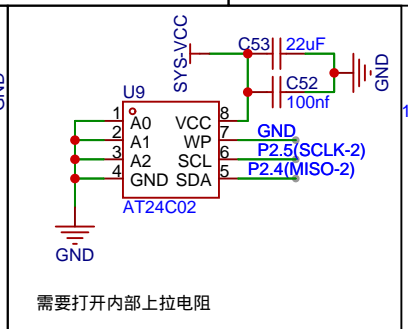 GND
SYS-VCC
C53
22uF
GND
C52
100nf
U9
1
A0
VCC
8
2
A1
WP
7
GND
3
A2
SCL
6
P2.5(SCLK-2)
4
GND
SDA
5
P2.4(MISO-2)
AT24C02
GND
需要打开内部上拉电阻
1